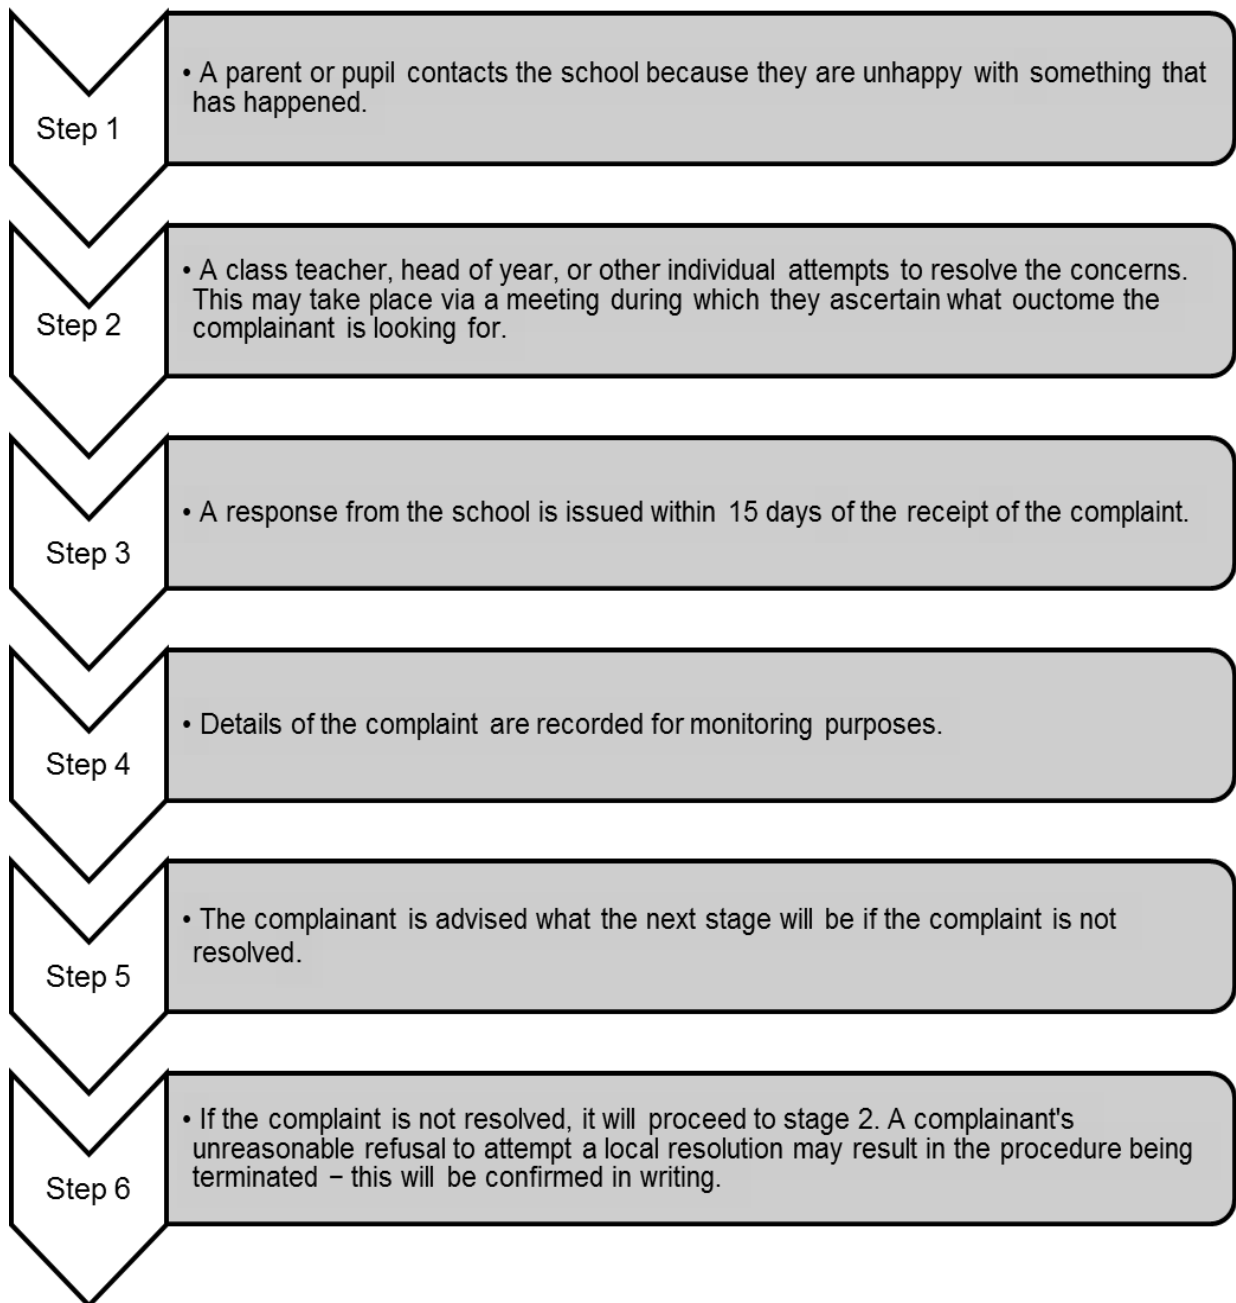 Step 1
• A parent or pupil contacts the school because they are unhappy with something that
has happened.
Step 2
• A class teacher, head of year, or other individual attempts to resolve the concerns.
This may take place via a meeting during which they ascertain what ouctome the
complainant is looking for.
Step 3
• A response from the school is issued within 15 days of the receipt of the complaint.
Step 4
• Details of the complaint are recorded for monitoring purposes.
Step 5
• The complainant is advised what the next stage will be if the complaint is not
resolved.
Step 6
• If the complaint is not resolved, it will proceed to stage 2. A complainant's
unreasonable refusal to attempt a local resolution may result in the procedure being
terminated – this will be confirmed in writing.